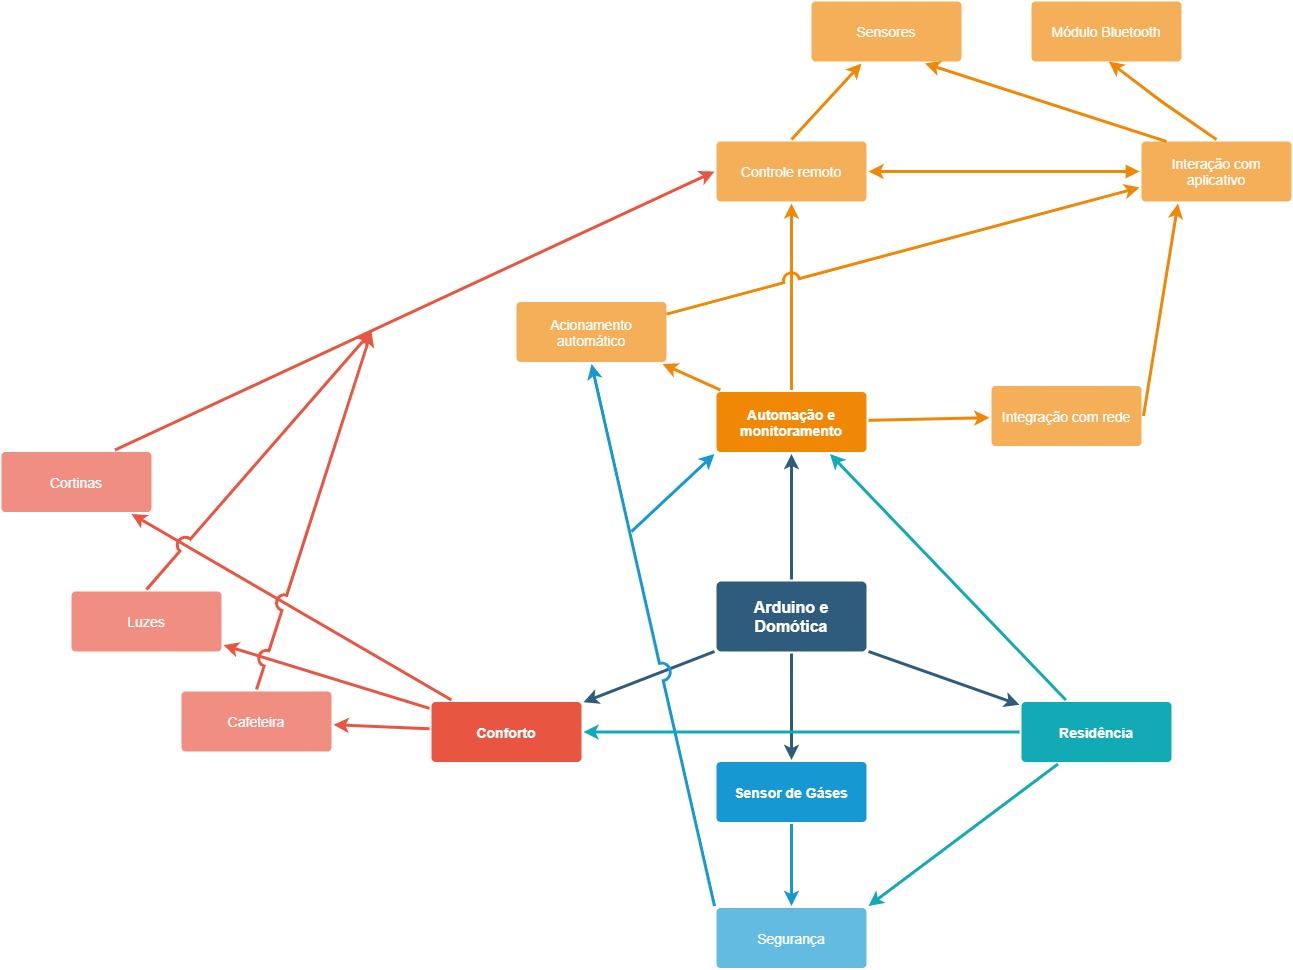 Sensores
Módulo Bluetooth
Controle remoto
Interação com
aplicativo
Acionamento
automático
Automação e
monitoramento
Integração com rede
Cortinas
Arduino e
Domótica
Luzes
Cafeteira
Conforto
Residência
Sensor de Gáses
Segurança